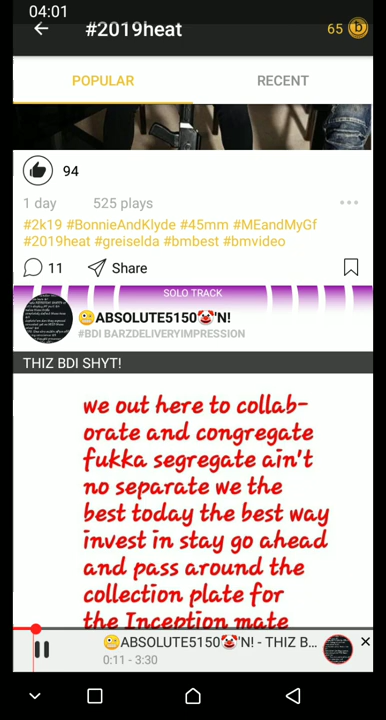 04:01
#2019heat
65 b
POPULAR RECENT
94
1 day 525 plays
#2k19 #BonnieAndKlyde #45mm #MEandMyGf
#2019heat #greiselda #bmbest #bmvideo
11 Share
SOLO TRACK
ABSOLUTE5150🤡'N!
#BDI BARZDELIVERYIMPRESSION
THIZ BDI SHYT!
we out here to collab-
orate and congregate
fukka segregate ain't
no separate we the
best today the best way
invest in stay go ahead
and pass around the
collection plate for
the Inception mate
ABSOLUTE5150🤡'N! - THIZ B...
0:11 - 3:30